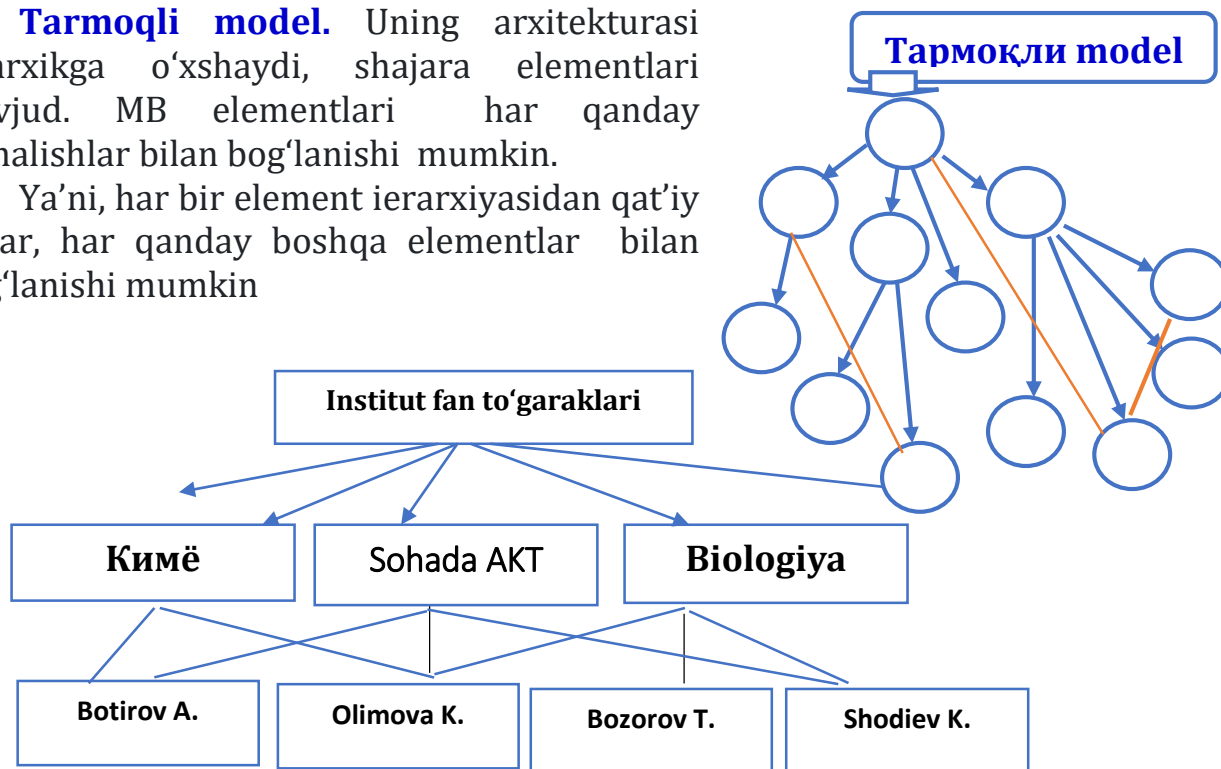 Tarmoqli model. Uning arxitekturasi
arxikga o‘xshaydi, shajara elementlari
vjud. MB elementlari har qanday
nalishlar bilan bog‘lanishi mumkin.
Ya’ni, har bir element ierarxiyasidan qat’iy
ar, har qanday boshqa elementlar bilan
g‘lanishi mumkin
Тармоқли model
Institut fan to‘garaklari
Кимё
Sohada AKT
Biologiya
Botirov A.
Olimova K.
Bozorov T.
Shodiev K.